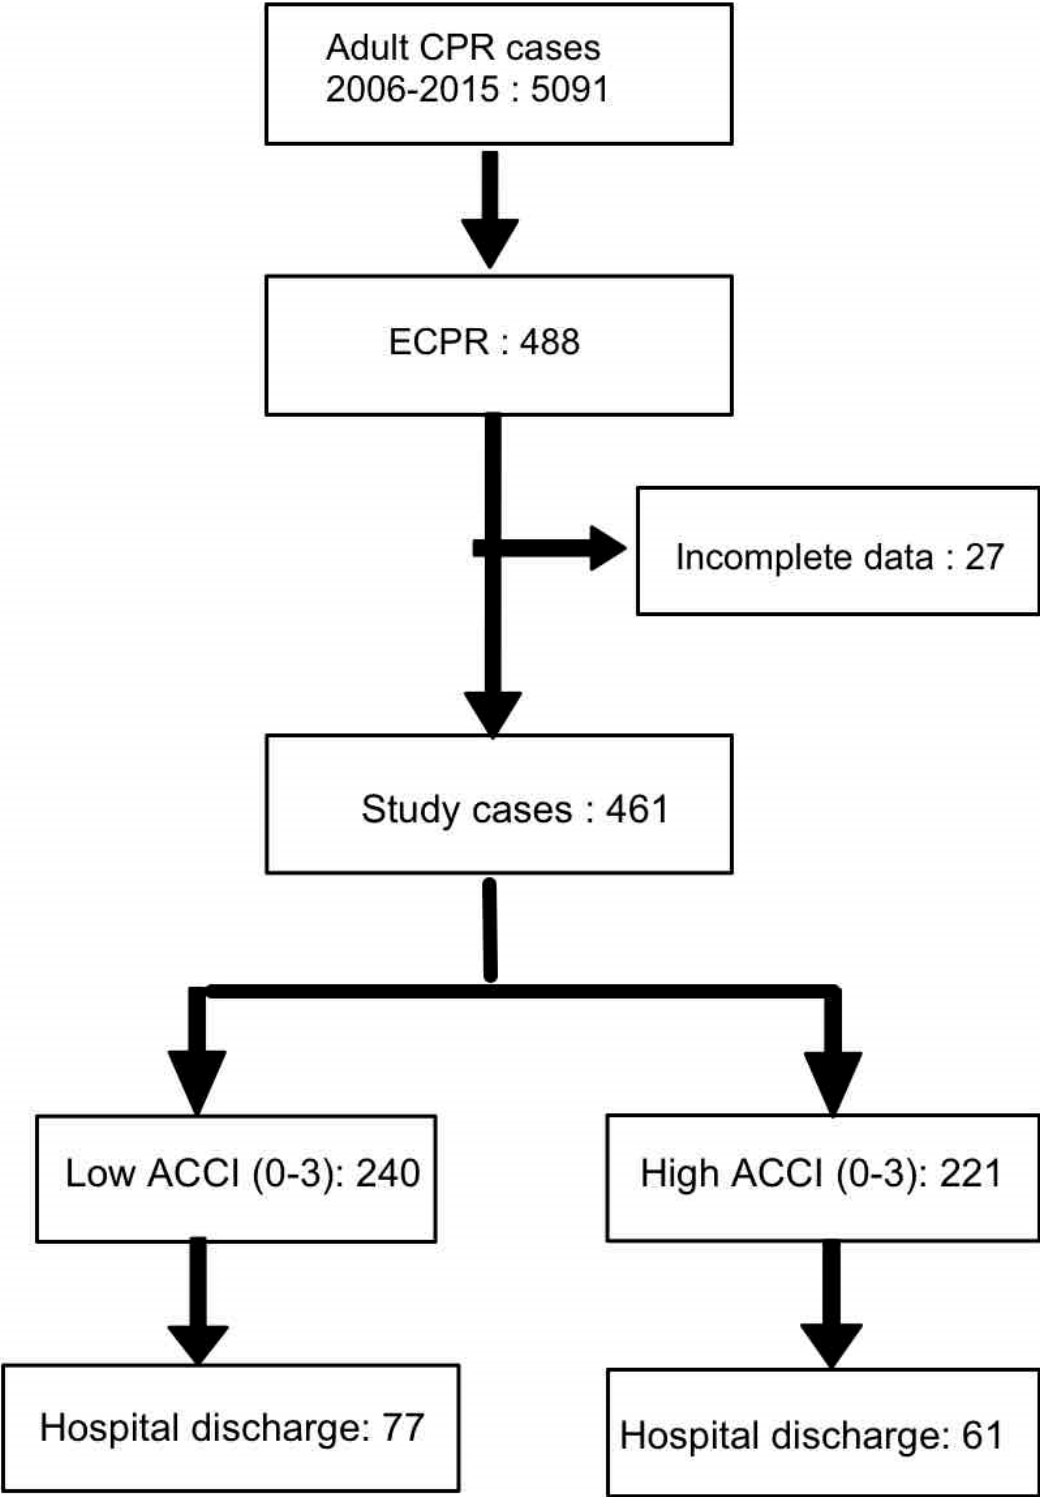 Adult CPR cases
2006-2015 : 5091
ECPR : 488
Incomplete data : 27
Study cases : 461
Low ACCI (0-3): 240
High ACCI (0-3): 221
Hospital discharge: 77
Hospital discharge: 61